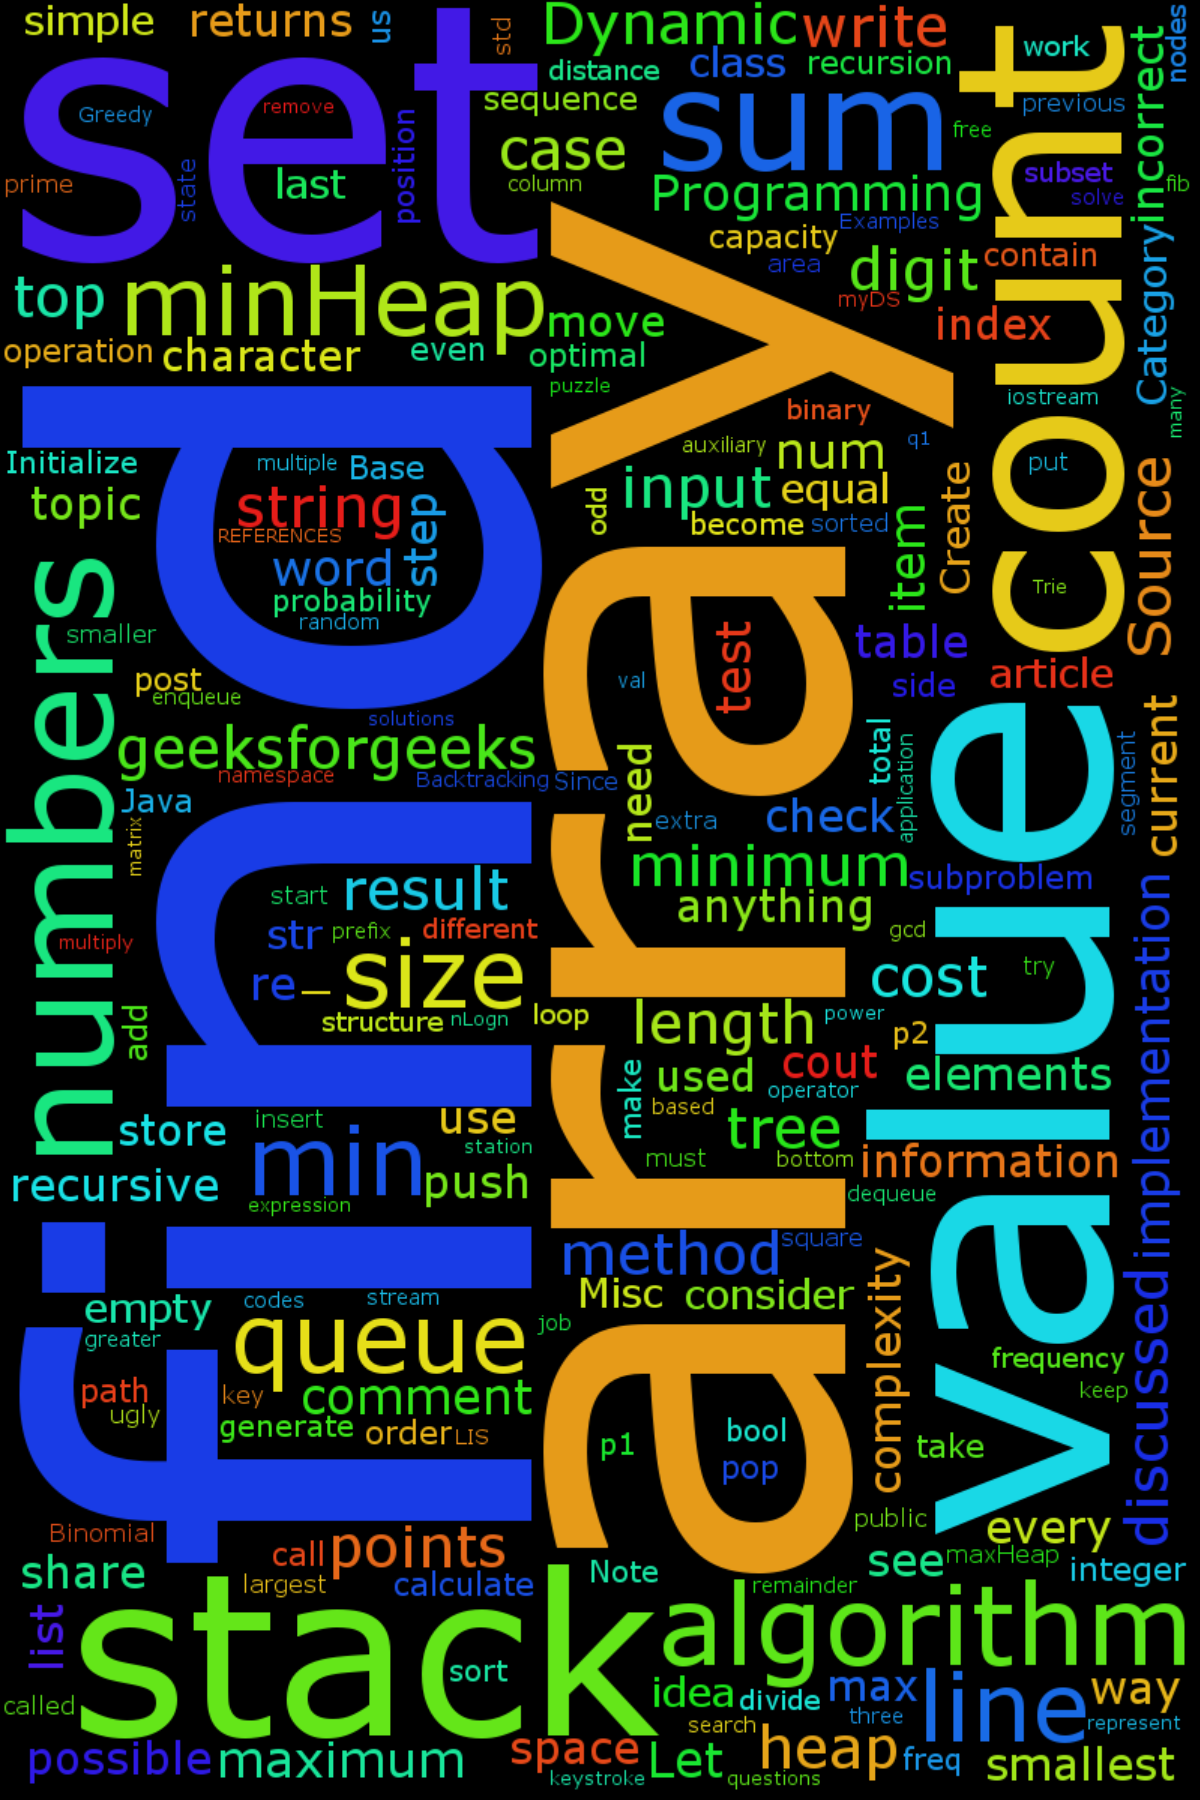 simple
returns
us
std
Dynamic
write
work
nodes
set
Greedy
remove
distance
class
recursion
sequence
sum
previous
incorrect
position
prime
state
last
case
column
free
count
subset
solve
fib
Programming
Examples
capacity
area
digit
contain
top
minHeap
myDS
index
Category
move
operation
character
even
optimal
puzzle
array
iostream
many
binary
find
Initialize
multiple
Base
auxiliary
num
q1
put
topic
string
step
REFERENCES
odd
input
equal
Create
Source
become
sorted
word
item
Trie
probability
random
numbers
smaller
test
table
side
article
post
enqueue
val
solutions
geeksforgeeks
namespace
Backtracking
Since
need
total
application
value
segment
current
Java
matrix
extra
check
minimum
subproblem
start
result
anything
str
prefix
different
gcd
multiply
re_
size
cost
try
implementation
structure
nLogn
loop
length
power
p2
add
make
used
cout
elements
operator
based
store
insert
use
tree
station
min
must
bottom
information
recursive
push
dequeue
expression
method
square
complexity
discussed
empty
codes
stream
Misc
consider
greater
queue
job
frequency
path
key
comment
keep
ugly
generate
order
LIS
p1
bool
pop
take
Binomial
public
every
call
points
see
maxHeap
share
largest
calculate
Note
remainder
integer
list
stack
algorithm
sort
idea
divide
max
line
way
called
search
three
represent
possible
maximum
space
Let
heap
freq
smallest
keystroke
questions